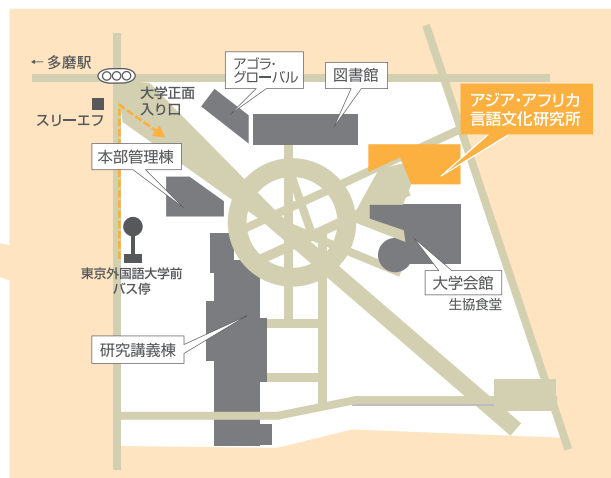 ← 多磨駅
アゴラ・
グローバル
図書館
アジア・アフリカ
言語文化研究所
大学正面
入り口
スリーエフ
本部管理棟
東京外国語大学前
バス停
大学会館
生協食堂
研究講義棟